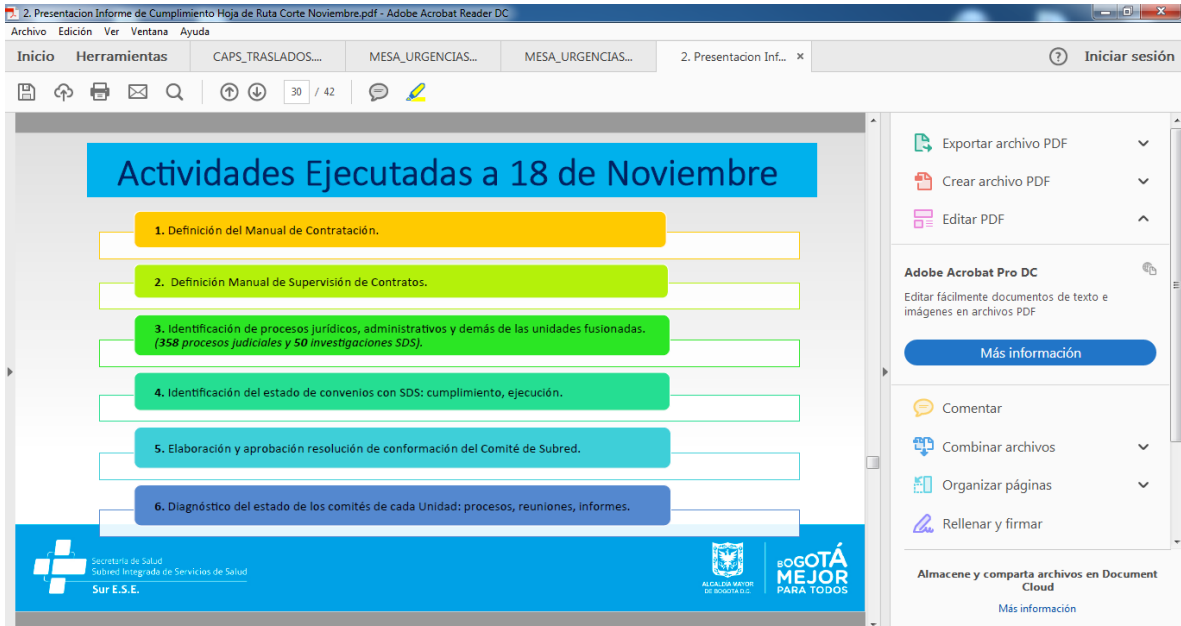 2. Presentacion Informe de Cumplimiento Hoja de Ruta Corte Noviembre.pdf - Adobe Acrobat Reader DC
Archivo Edición Ver Ventana Ayuda
Inicio Herramientas CAPS_TRASLADOS.... MESA_URGENCIAS... MESA_URGENCIAS... 2. Presentacion Inf... × ? Iniciar sesión
30 / 42
Actividades Ejecutadas a 18 de Noviembre
1. Definición del Manual de Contratación.
2. Definición Manual de Supervisión de Contratos.
3. Identificación de procesos jurídicos, administrativos y demás de las unidades fusionadas.
(358 procesos judiciales y 50 investigaciones SDS).
4. Identificación del estado de convenios con SDS: cumplimiento, ejecución.
5. Elaboración y aprobación resolución de conformación del Comité de Subred.
6. Diagnóstico del estado de los comités de cada Unidad: procesos, reuniones, informes.
Secretaría de Salud
Subred Integrada de Servicios de Salud
Sur E.S.E.
ALCALDIA MAYOR
DE BOGOTA D.C.
BOGOTÁ
MEJOR
PARA TODOS
Exportar archivo PDF
Crear archivo PDF
Editar PDF
Adobe Acrobat Pro DC
Editar fácilmente documentos de texto e
imágenes en archivos PDF
Más información
Comentar
Combinar archivos
Organizar páginas
Rellenar y firmar
Almacene y comparta archivos en Document
Cloud
Más información